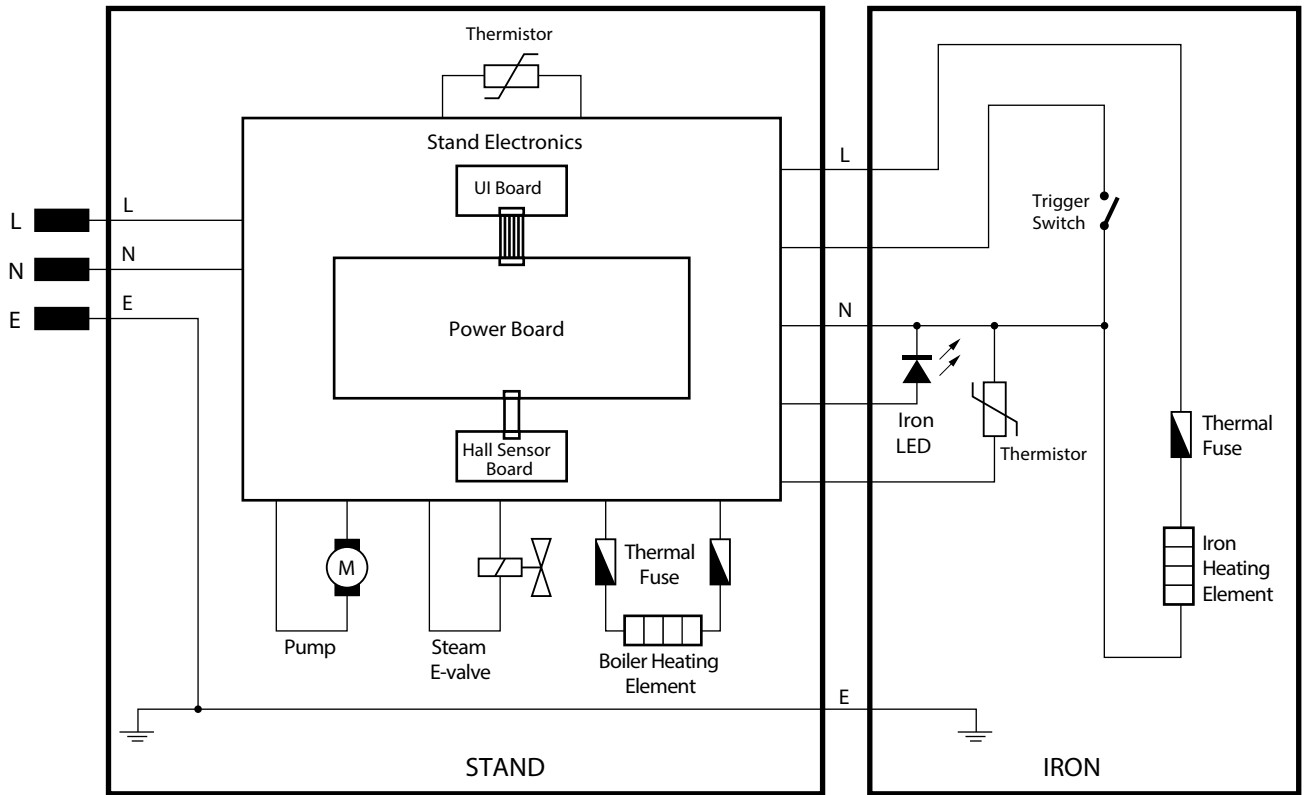 Thermistor
Stand Electronics
UI Board
Power Board
Hall Sensor
Board
L
L
N
N
E
E
Pump
M
Steam
E-valve
Thermal
Fuse
Boiler Heating
Element
STAND
L
N
E
Trigger
Switch
Iron
LED
Thermistor
Thermal
Fuse
Iron
Heating
Element
IRON